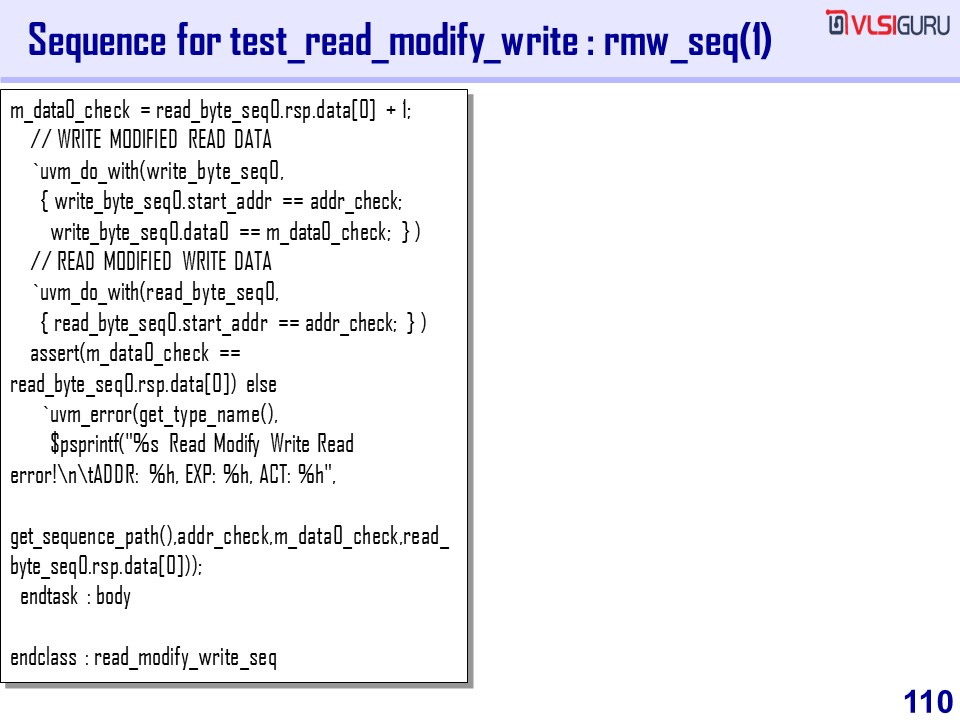 Sequence for test_read_modify_write : rmw_seq(1)
VLSIGURU
m_data0_check = read_byte_seq0.rsp.data[0] + 1;
// WRITE MODIFIED READ DATA
`uvm_do_with(write_byte_seq0,
{ write_byte_seq0.start_addr == addr_check;
write_byte_seq0.data0 == m_data0_check; } )
// READ MODIFIED WRITE DATA
`uvm_do_with(read_byte_seq0,
{ read_byte_seq0.start_addr == addr_check; } )
assert(m_data0_check ==
read_byte_seq0.rsp.data[0]) else
`uvm_error(get_type_name(),
$psprintf("%s Read Modify Write Read
error!\n\tADDR: %h, EXP: %h, ACT: %h",
get_sequence_path(),addr_check,m_data0_check,read_
byte_seq0.rsp.data[0]));
endtask : body
endclass : read_modify_write_seq
110